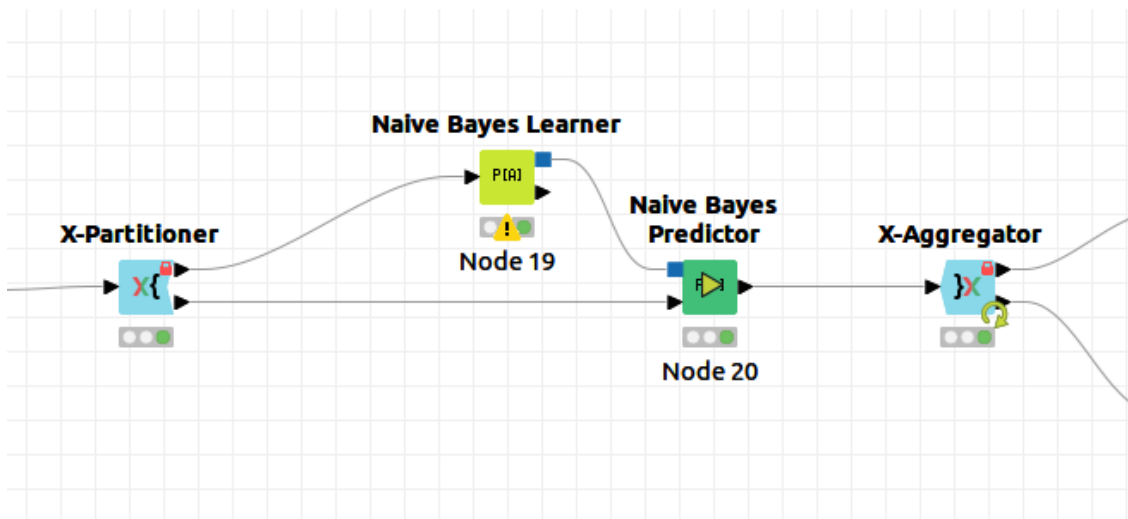 Naive Bayes Learner
P[A]
Node 19
X-Partitioner
X{
Naive Bayes
Predictor
Node 20
X-Aggregator
}X